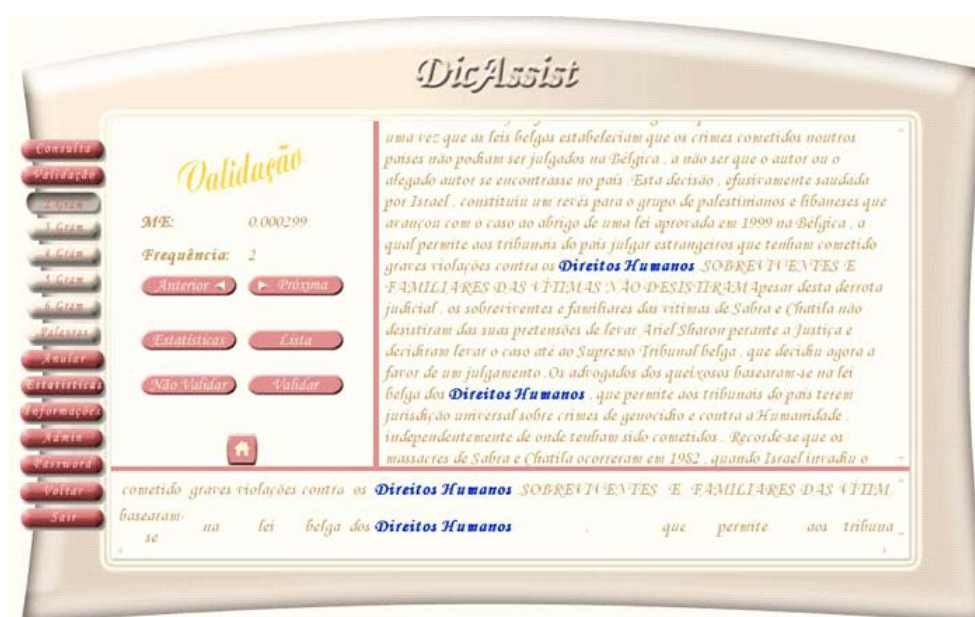 DicAssist
Consulta
Validação
2 Gram
3 Gram
4 Gram
5 Gram
6 Gram
Palavras
Anular
Estatísticas
Informações
Admin
Password
Voltar
Sair
Validação
ME: 0.000299
Frequência: 2
Anterior Próxima
Estatísticas Lista
Não Validar Validar
uma vez que as leis belgas estabeleciam que os crimes cometidos noutros
países não podiam ser julgados na Bélgica , a não ser que o autor ou o
alegado autor se encontrasse no país .Esta decisão , efusivamente saudada
por Israel , constituiu um revés para o grupo de palestinianos e libaneses que
avançou com o caso ao abrigo de uma lei aprovada em 1999 na Bélgica , a
qual permite aos tribunais do país julgar estrangeiros que tenham cometido
graves violações contra os Direitos Humanos .SOBREVIVENTES E
FAMILIARES DAS VÍTIMAS NÃO DESISTIRAM Apesar desta derrota
judicial , os sobreviventes e familiares das vítimas de Sabra e Chatila não
desistiram das suas pretensões de levar Ariel Sharon perante a Justiça e
decidiram levar o caso até ao Supremo Tribunal belga , que decidiu agora a
favor de um julgamento .Os advogados dos queixosos basearam-se na lei
belga dos Direitos Humanos , que permite aos tribunais do país terem
jurisdição universal sobre crimes de genocídio e contra a Humanidade ,
independentemente de onde tenham sido cometidos . Recorde-se que os
massacres de Sabra e Chatila ocorreram em 1982 , quando Israel invadiu o
cometido graves violações contra os Direitos Humanos .SOBREVIVENTES E FAMILIARES DAS VÍTIM
basearam-se na lei belga dos Direitos Humanos , que permite aos tribuna